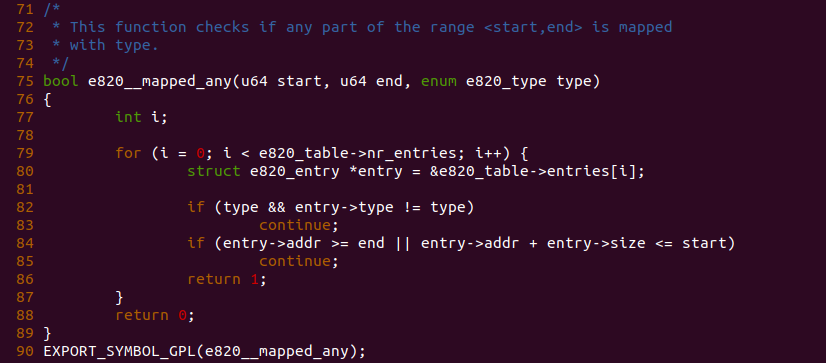 71 /*
72  * This function checks if any part of the range <start,end> is mapped
73  * with type.
74  */
75 bool e820__mapped_any(u64 start, u64 end, enum e820_type type)
76 {
77         int i;
78
79         for (i = 0; i < e820_table->nr_entries; i++) {
80                 struct e820_entry *entry = &e820_table->entries[i];
81
82                 if (type && entry->type != type)
83                         continue;
84                 if (entry->addr >= end || entry->addr + entry->size <= start)
85                         continue;
86                 return 1;
87         }
88         return 0;
89 }
90 EXPORT_SYMBOL_GPL(e820__mapped_any);